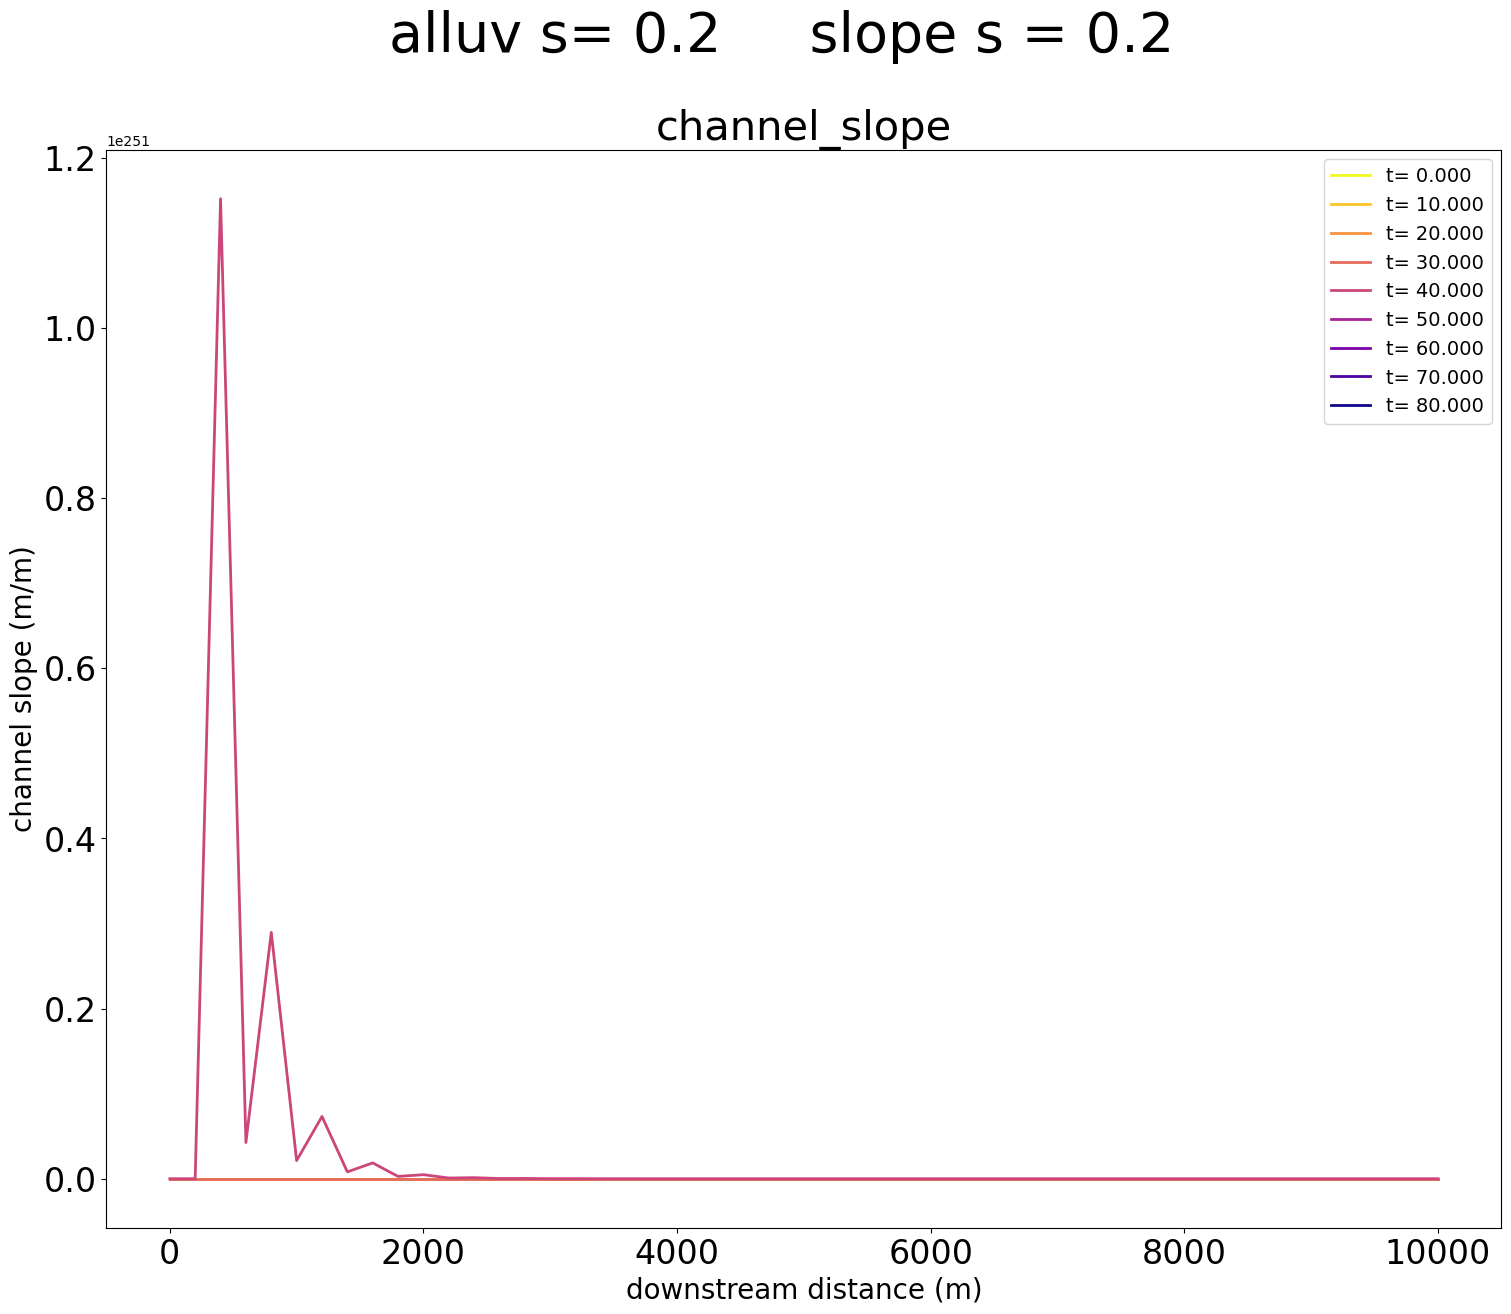 alluv s= 0.2 slope s = 0.2
channel_slope
1e251
1.2
1.0
0.8
0.6
0.4
0.2
0.0
channel slope (m/m)
t= 0.000
t= 10.000
t= 20.000
t= 30.000
t= 40.000
t= 50.000
t= 60.000
t= 70.000
t= 80.000
0 2000 4000 6000 8000 10000
downstream distance (m)